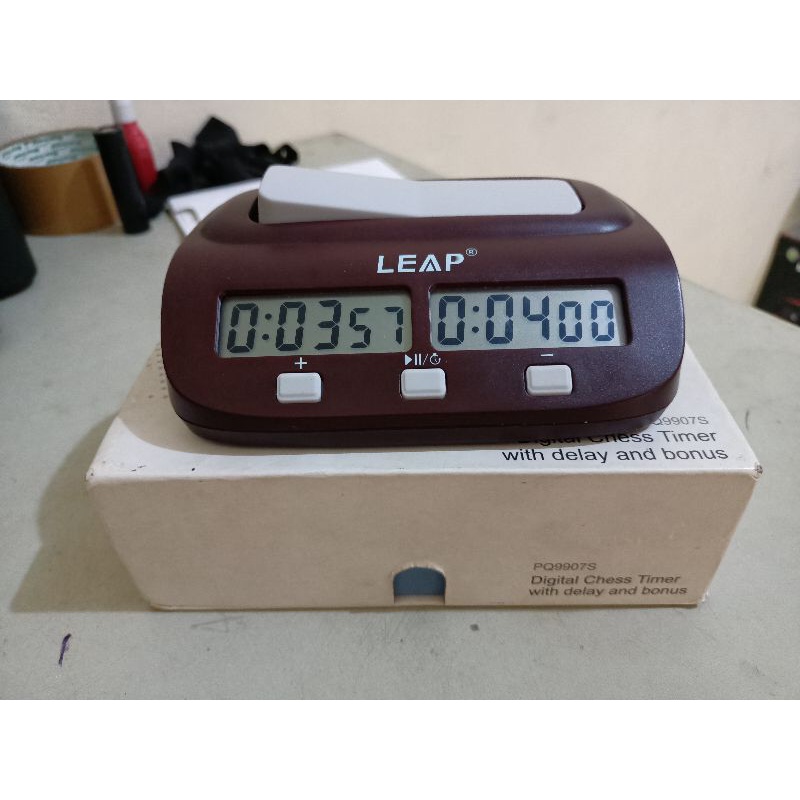 LEAP®
0:0357 0:0400
+ ▶II/⏱ −
9907S
Digital Chess Timer
with delay and bonus
PQ9907S
Digital Chess Timer
with delay and bonus